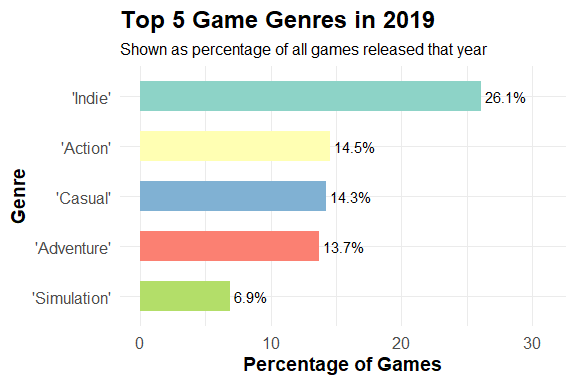 Top 5 Game Genres in 2019
Shown as percentage of all games released that year
Genre
'Indie' 26.1%
'Action' 14.5%
'Casual' 14.3%
'Adventure' 13.7%
'Simulation' 6.9%
0 10 20 30
Percentage of Games